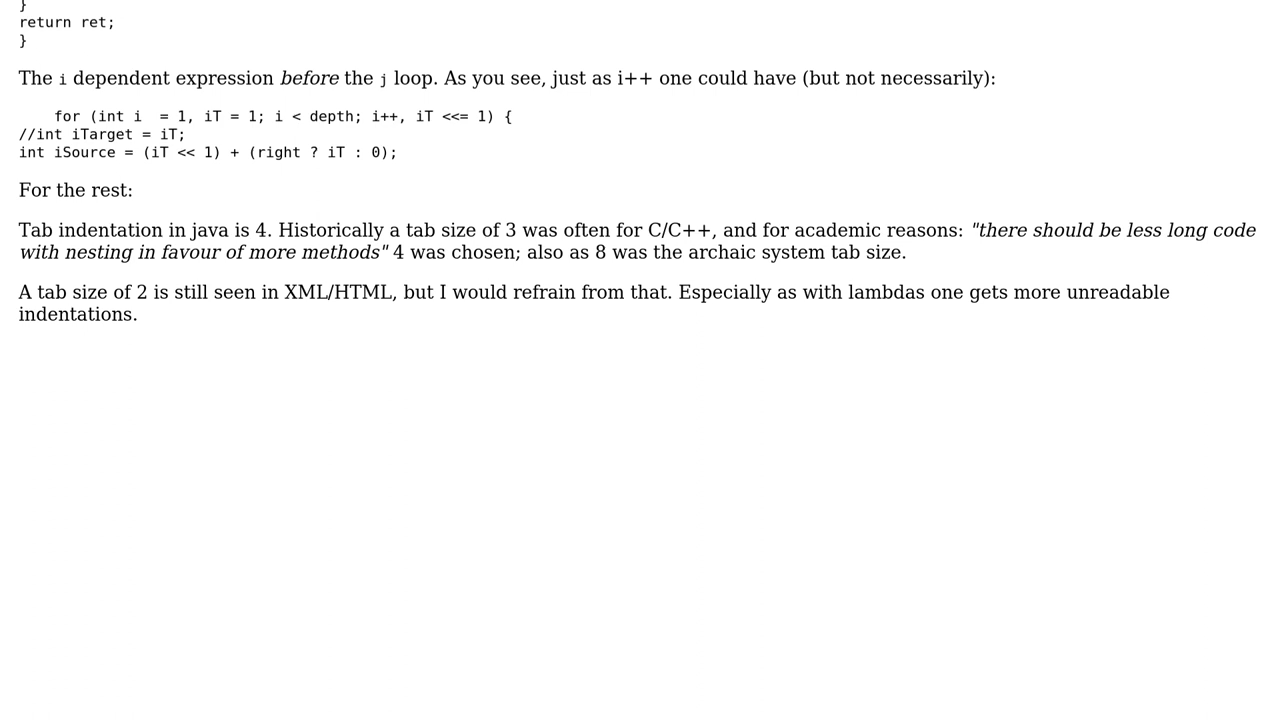 }
return ret;
}
The i dependent expression before the j loop. As you see, just as i++ one could have (but not necessarily):
    for (int i  = 1, iT = 1; i < depth; i++, iT <<= 1) {
//int iTarget = iT;
int iSource = (iT << 1) + (right ? iT : 0);
For the rest:
Tab indentation in java is 4. Historically a tab size of 3 was often for C/C++, and for academic reasons: "there should be less long code
with nesting in favour of more methods" 4 was chosen; also as 8 was the archaic system tab size.
A tab size of 2 is still seen in XML/HTML, but I would refrain from that. Especially as with lambdas one gets more unreadable
indentations.